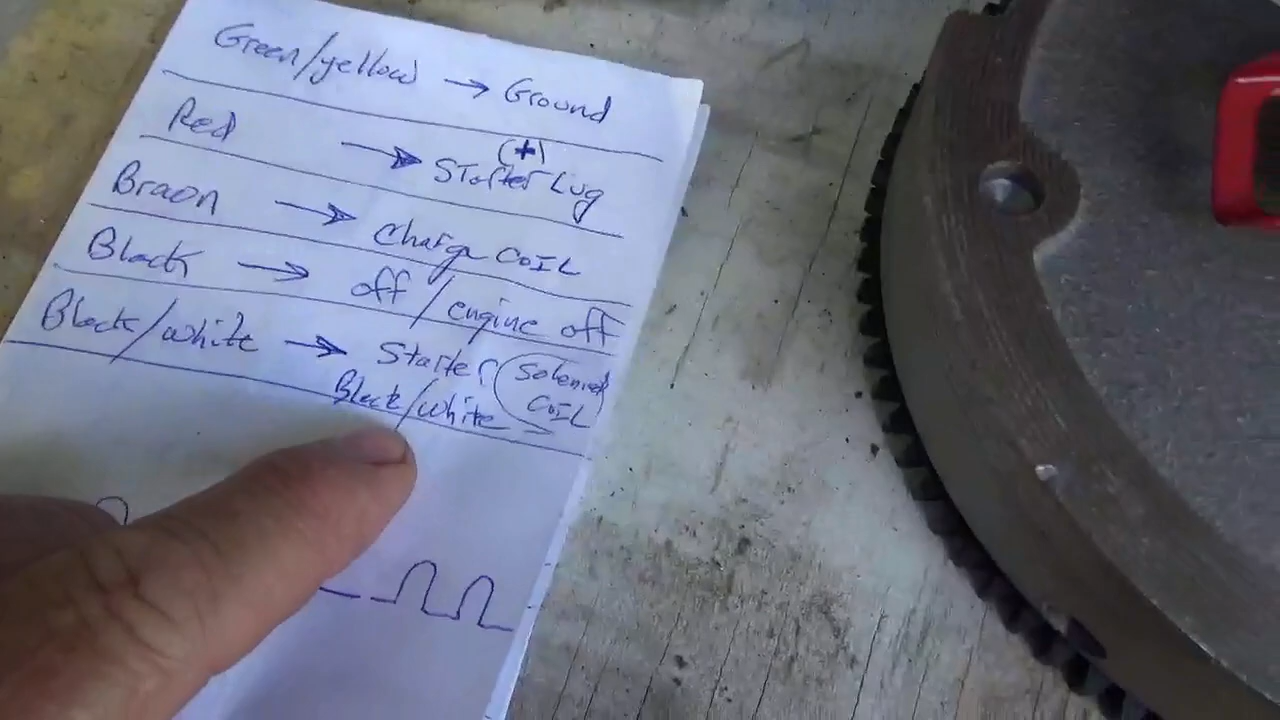 Green/yellow → Ground
Red → (+) Starter Lug
Braon → Charge COIL
Black → off/engine off
Black/white → Starter (Solenoid COIL
Black/white >